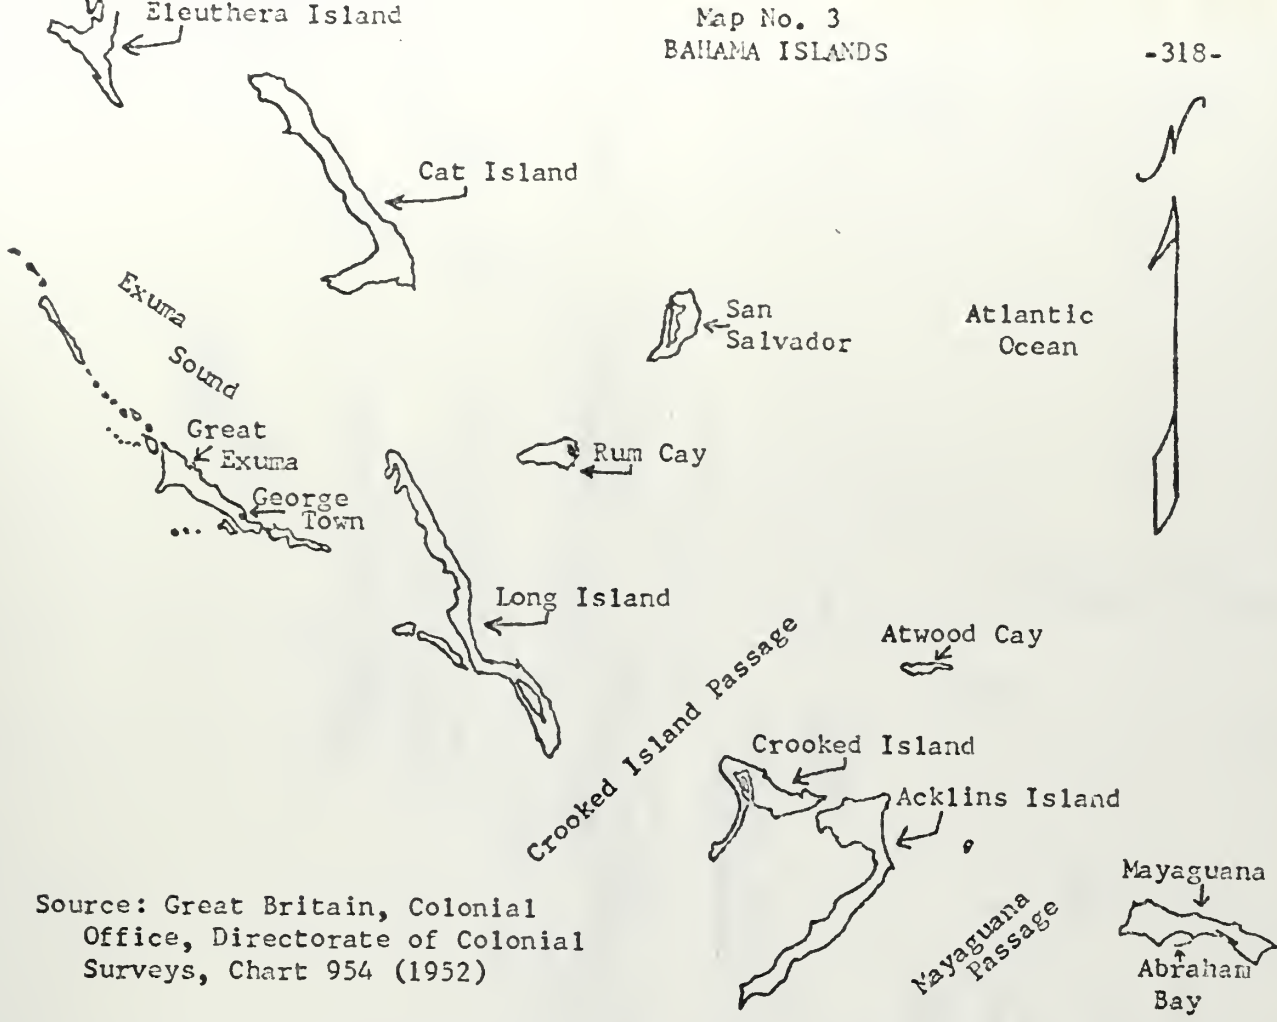 Eleuthera Island
Map No. 3
BAHAMA ISLANDS
-318-
N
Cat Island
Exuma
Sound
San
Salvador
Atlantic
Ocean
Great
Exuma
George
Town
Rum Cay
Long Island
Crooked Island Passage
Atwood Cay
Crooked Island
Acklins Island
Mayaguana
Mayaguana
Passage
Abraham
Bay
Source: Great Britain, Colonial
Office, Directorate of Colonial
Surveys, Chart 954 (1952)